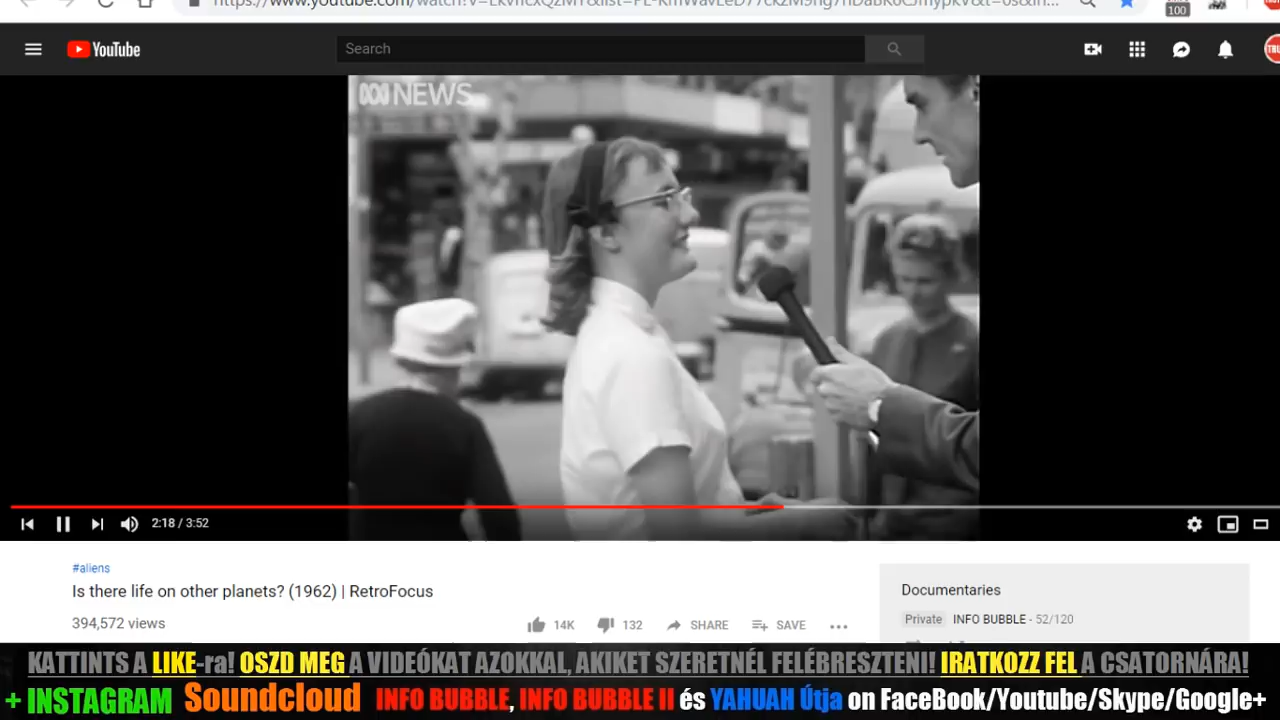 100
YouTube
Search
NEWS
2:18 / 3:52
#aliens
Is there life on other planets? (1962) | RetroFocus
394,572 views
14K
132
SHARE
SAVE
Documentaries
Private INFO BUBBLE - 52/120
KATTINTS A LIKE-ra! OSZD MEG A VIDEÓKAT AZOKKAL, AKIKET SZERETNÉL FELÉBRESZTENI! IRATKOZZ FEL A CSATORNÁRA!
+ INSTAGRAM Soundcloud INFO BUBBLE, INFO BUBBLE II és YAHUAH Útja on FaceBook/Youtube/Skype/Google+